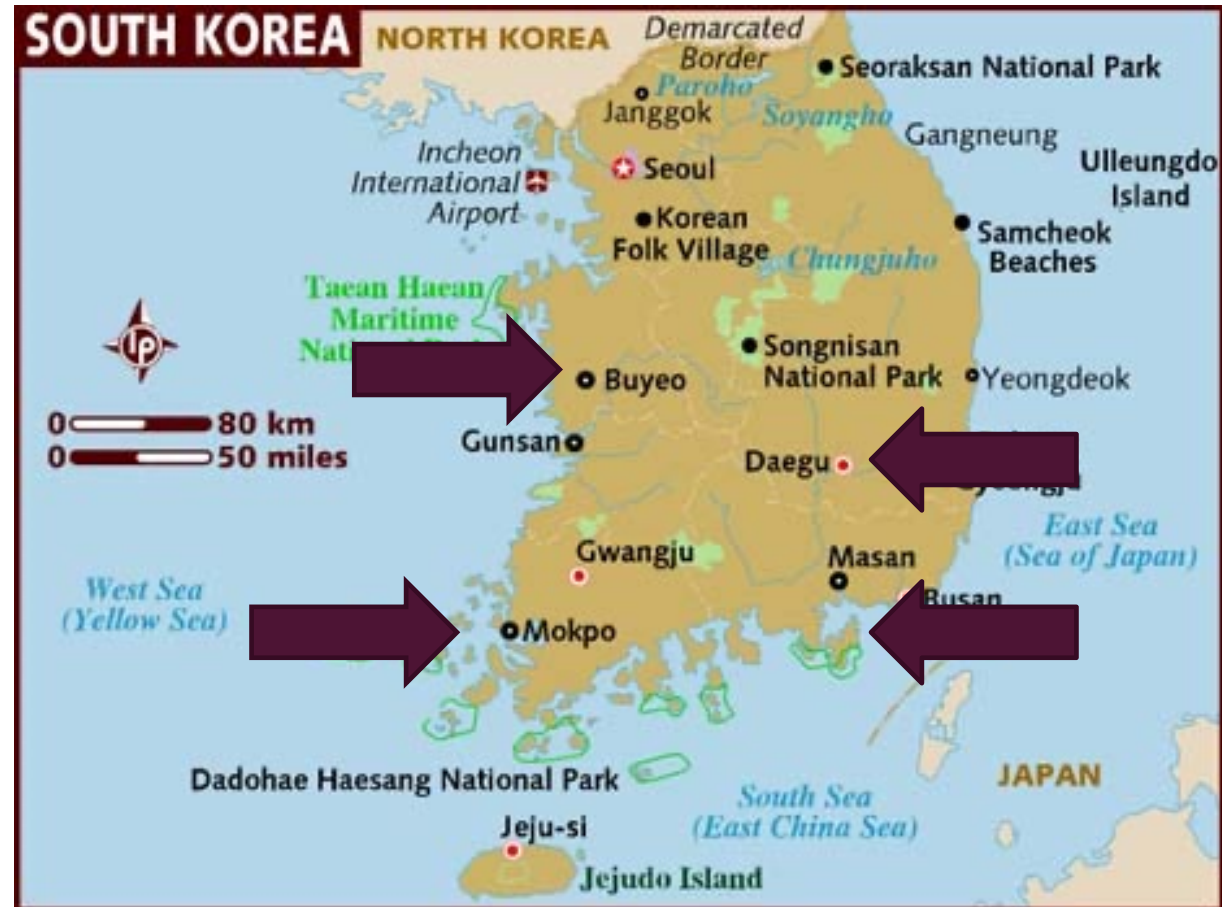 SOUTH KOREA
NORTH KOREA
Demarcated
Border
Paroho
Janggok
Soyangho
Seoraksan National Park
Gangneung
Incheon
International
Airport
Seoul
Ulleungdo
Island
Korean
Folk Village
Samcheok
Beaches
Chungjuho
Taean Haean
Maritime
LP
Songnisan
National Park
Yeongdeok
Buyeo
0 80 km
0 50 miles
Gunsan
Daegu
East Sea
(Sea of Japan)
Gwangju
Masan
Busan
West Sea
(Yellow Sea)
Mokpo
Dadohae Haesang National Park
JAPAN
South Sea
(East China Sea)
Jeju-si
Jejudo Island